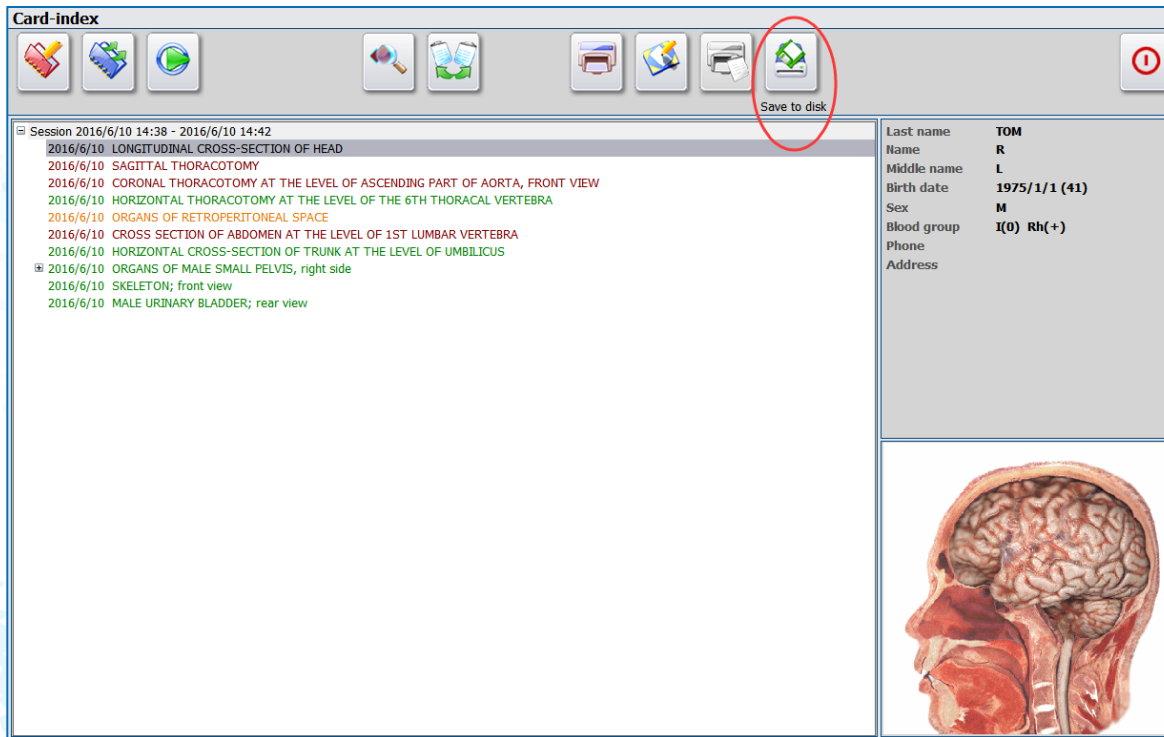 Card-index
Save to disk
Session 2016/6/10 14:38 - 2016/6/10 14:42
2016/6/10 LONGITUDINAL CROSS-SECTION OF HEAD
2016/6/10 SAGITTAL THORACOTOMY
2016/6/10 CORONAL THORACOTOMY AT THE LEVEL OF ASCENDING PART OF AORTA, FRONT VIEW
2016/6/10 HORIZONTAL THORACOTOMY AT THE LEVEL OF THE 6TH THORACAL VERTEBRA
2016/6/10 ORGANS OF RETROPERITONEAL SPACE
2016/6/10 CROSS SECTION OF ABDOMEN AT THE LEVEL OF 1ST LUMBAR VERTEBRA
2016/6/10 HORIZONTAL CROSS-SECTION OF TRUNK AT THE LEVEL OF UMBILICUS
2016/6/10 ORGANS OF MALE SMALL PELVIS, right side
2016/6/10 SKELETON; front view
2016/6/10 MALE URINARY BLADDER; rear view
Last name TOM
Name R
Middle name L
Birth date 1975/1/1 (41)
Sex M
Blood group I(0) Rh(+)
Phone
Address